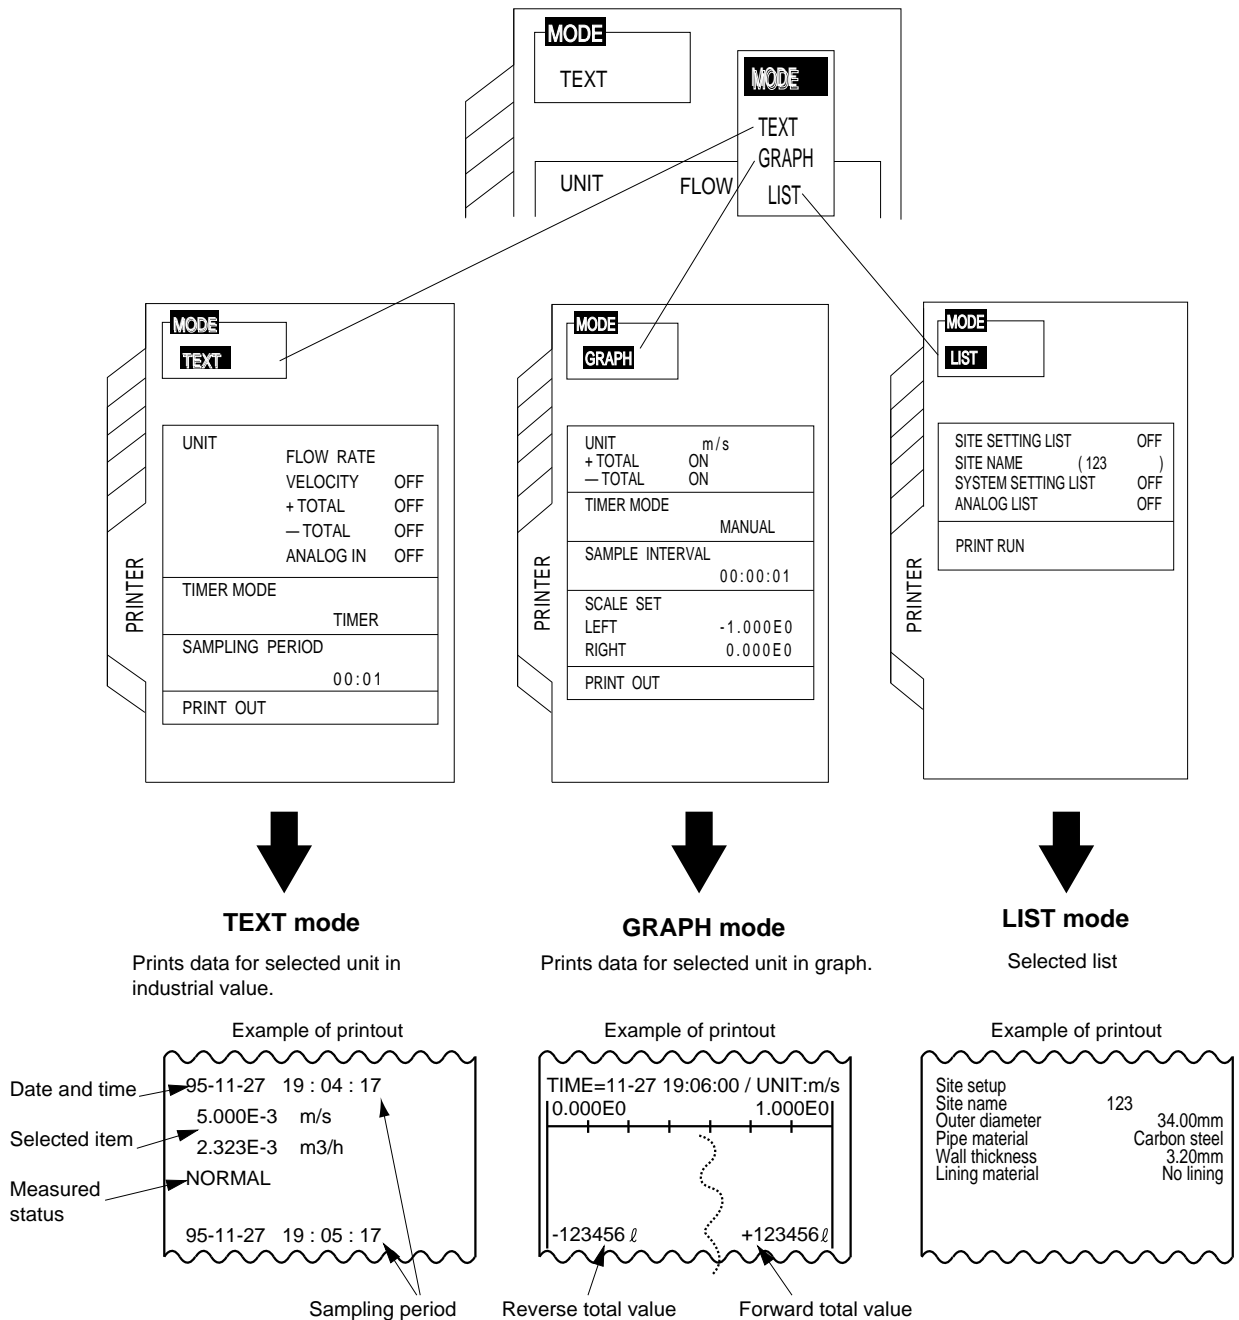 MODE
TEXT
MODE
TEXT
GRAPH
LIST
UNIT FLOW
MODE
TEXT
UNIT
FLOW RATE
VELOCITY OFF
+ TOTAL OFF
— TOTAL OFF
ANALOG IN OFF
TIMER MODE
TIMER
SAMPLING PERIOD
00:01
PRINT OUT
PRINTER
MODE
GRAPH
UNIT m/s
+ TOTAL ON
— TOTAL ON
TIMER MODE
MANUAL
SAMPLE INTERVAL
00:00:01
SCALE SET
LEFT -1.000E0
RIGHT 0.000E0
PRINT OUT
PRINTER
MODE
LIST
SITE SETTING LIST OFF
SITE NAME ( 123 )
SYSTEM SETTING LIST OFF
ANALOG LIST OFF
PRINT RUN
PRINTER
TEXT mode
Prints data for selected unit in
industrial value.
Example of printout
Date and time
95-11-27 19 : 04 : 17
5.000E-3 m/s
Selected item
2.323E-3 m3/h
NORMAL
Measured
status
95-11-27 19 : 05 : 17
Sampling period
GRAPH mode
Prints data for selected unit in graph.
Example of printout
TIME=11-27 19:06:00 / UNIT:m/s
0.000E0 1.000E0
-123456 ℓ +123456 ℓ
Reverse total value Forward total value
LIST mode
Selected list
Example of printout
Site setup
Site name 123
Outer diameter 34.00mm
Pipe material Carbon steel
Wall thickness 3.20mm
Lining material No lining